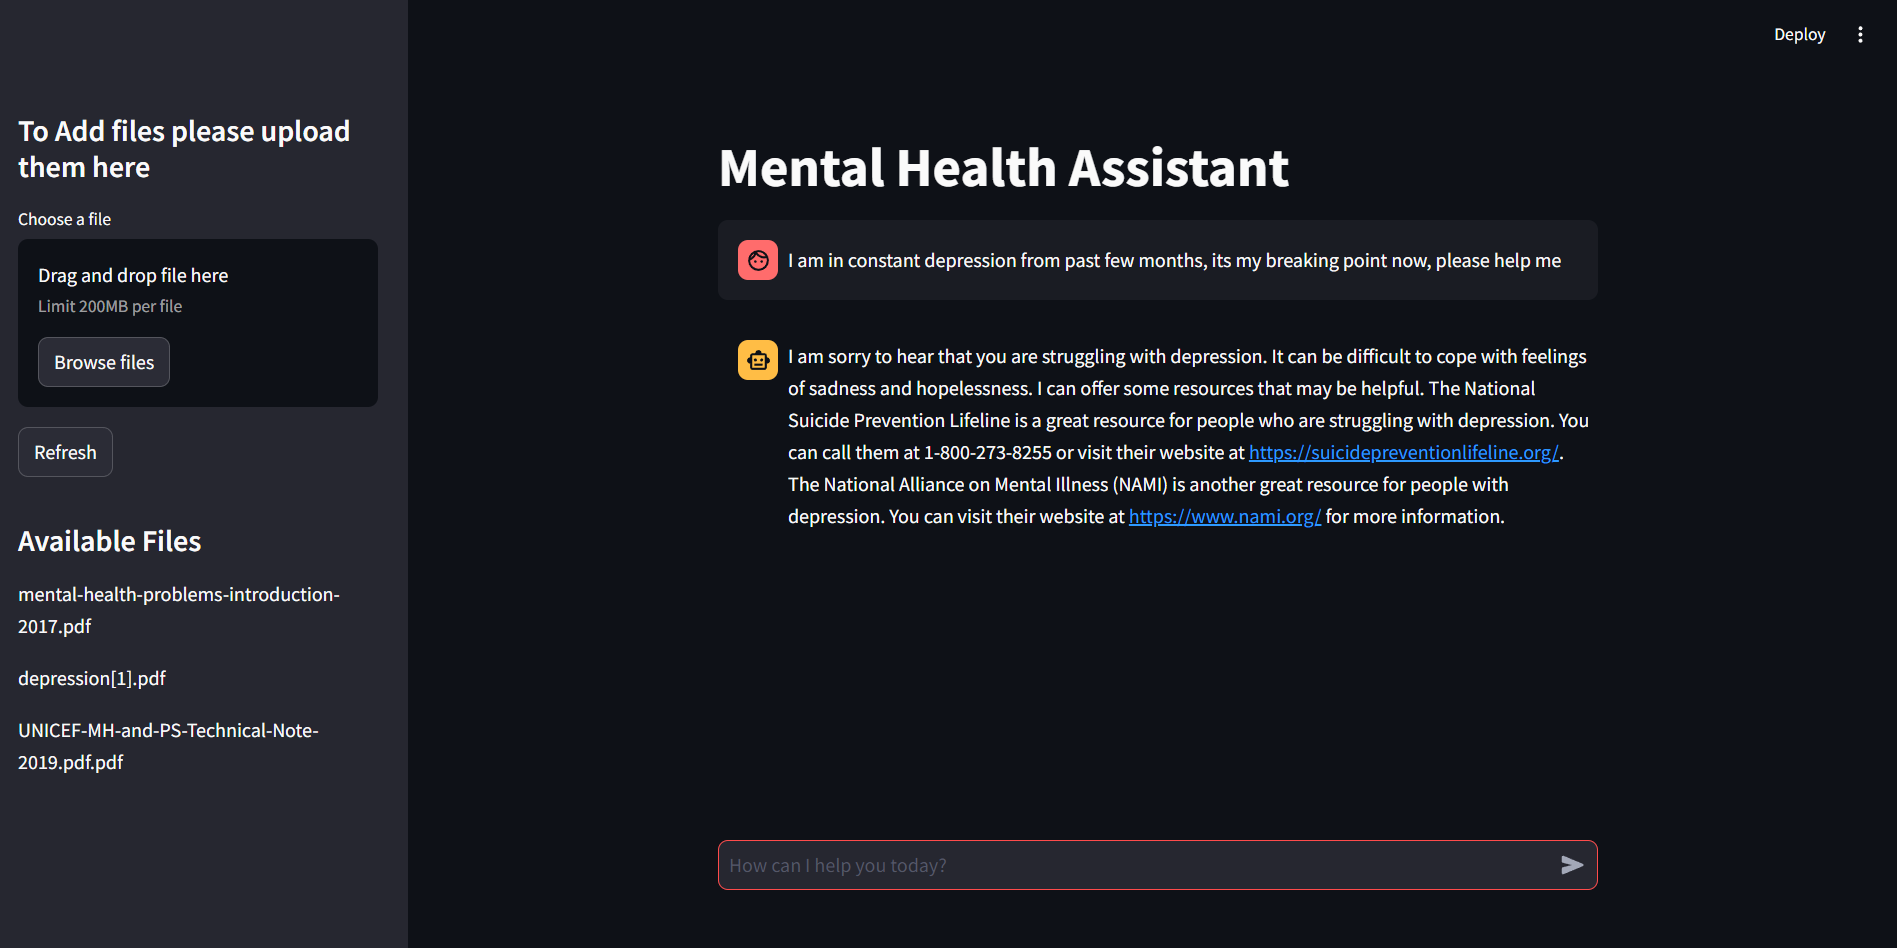 Deploy
To Add files please upload
them here
Choose a file
Drag and drop file here
Limit 200MB per file
Browse files
Refresh
Available Files
mental-health-problems-introduction-
2017.pdf
depression[1].pdf
UNICEF-MH-and-PS-Technical-Note-
2019.pdf.pdf
Mental Health Assistant
I am in constant depression from past few months, its my breaking point now, please help me
I am sorry to hear that you are struggling with depression. It can be difficult to cope with feelings
of sadness and hopelessness. I can offer some resources that may be helpful. The National
Suicide Prevention Lifeline is a great resource for people who are struggling with depression. You
can call them at 1-800-273-8255 or visit their website at https://suicidepreventionlifeline.org/.
The National Alliance on Mental Illness (NAMI) is another great resource for people with
depression. You can visit their website at https://www.nami.org/ for more information.
How can I help you today?